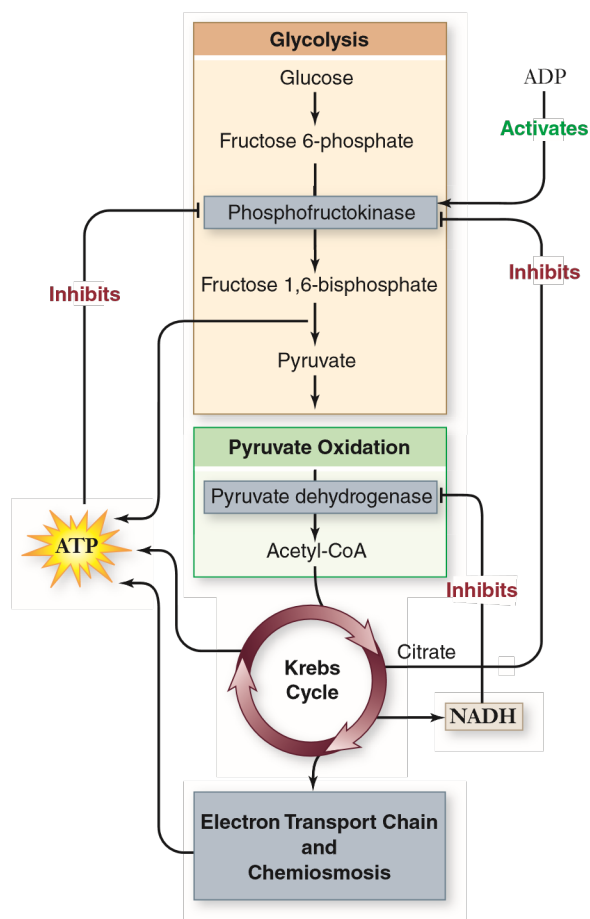 Glycolysis
Glucose
ADP
Activates
Fructose 6-phosphate
Phosphofructokinase
Inhibits
Fructose 1,6-bisphosphate
Inhibits
Pyruvate
Pyruvate Oxidation
Pyruvate dehydrogenase
ATP
Acetyl-CoA
Inhibits
Citrate
Krebs
Cycle
NADH
Electron Transport Chain
and
Chemiosmosis